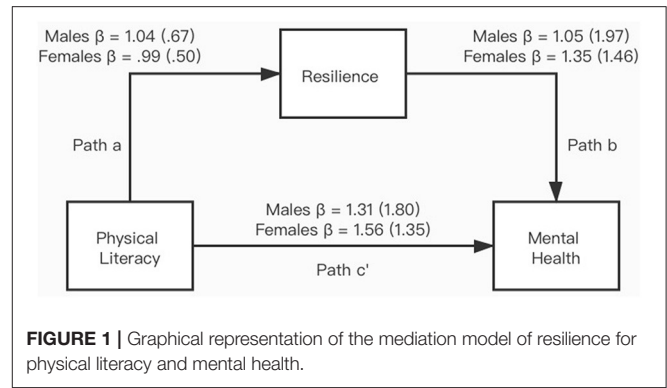 Males β = 1.04 (.67)
Females β = .99 (.50)
Males β = 1.05 (1.97)
Females β = 1.35 (1.46)
Resilience
Path a
Path b
Males β = 1.31 (1.80)
Females β = 1.56 (1.35)
Physical
Literacy
Mental
Health
Path c'
FIGURE 1 | Graphical representation of the mediation model of resilience for
physical literacy and mental health.